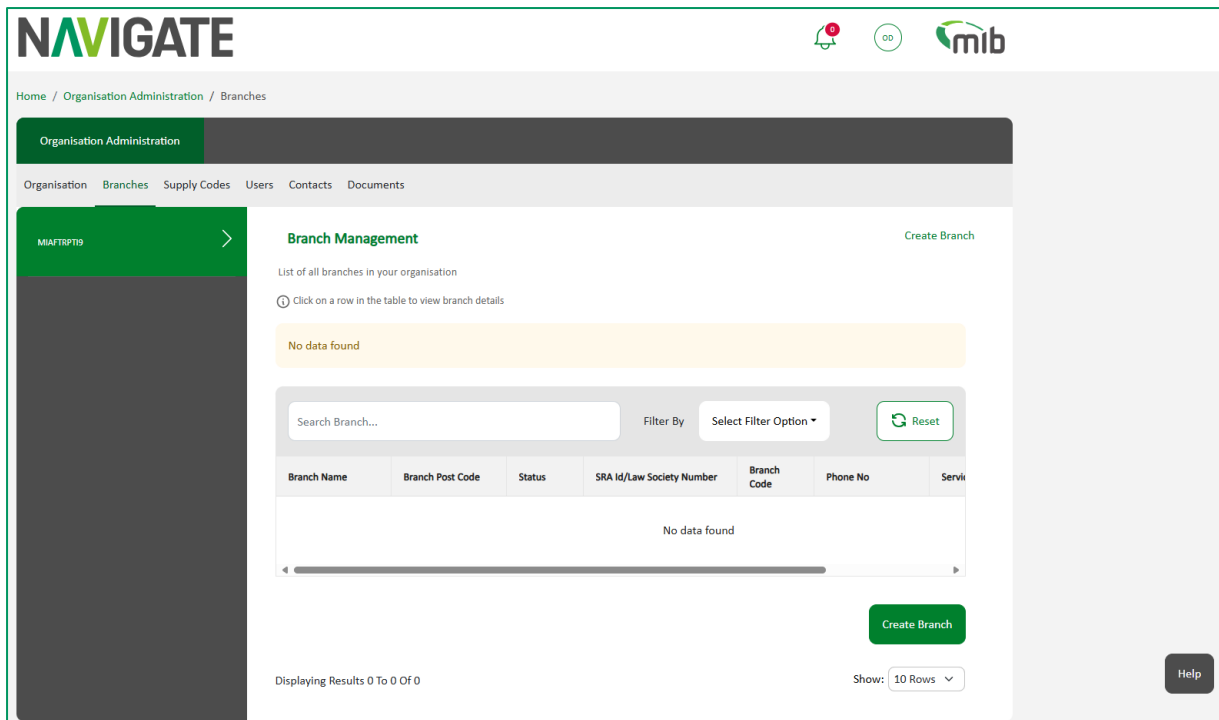 NAVIGATE
0
OD
mib
Home / Organisation Administration / Branches
Organisation Administration
Organisation Branches Supply Codes Users Contacts Documents
MIAFTRPTI9
Branch Management
Create Branch
List of all branches in your organisation
Click on a row in the table to view branch details
No data found
Search Branch...
Filter By
Select Filter Option
Reset
Branch Name Branch Post Code Status SRA Id/Law Society Number Branch Code Phone No Servi
No data found
Create Branch
Displaying Results 0 To 0 Of 0
Show: 10 Rows
Help